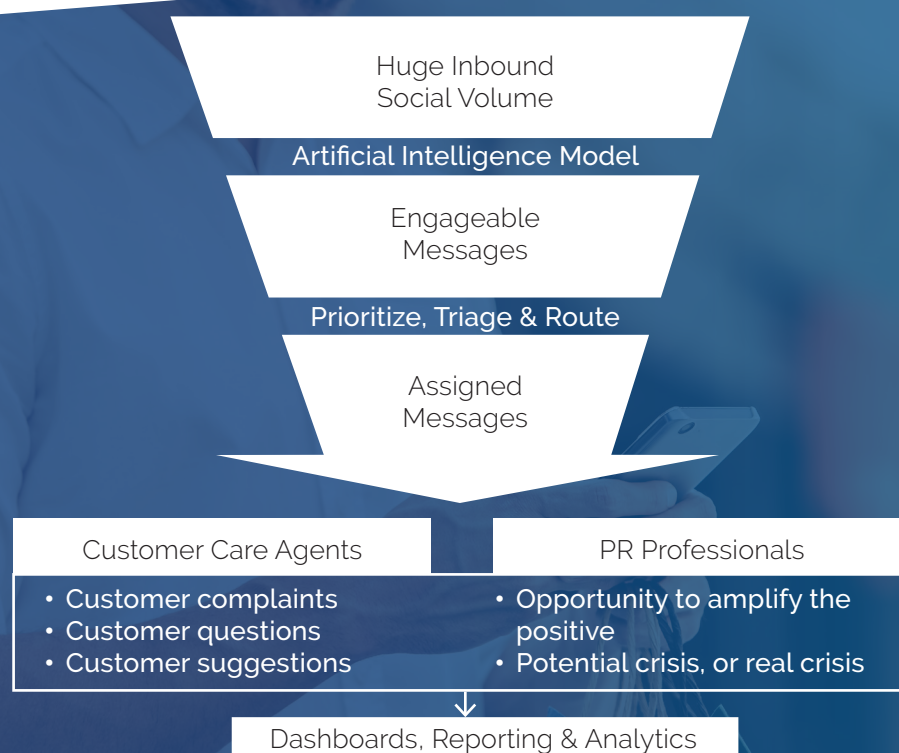 Huge Inbound
Social Volume
Artificial Intelligence Model
Engageable
Messages
Prioritize, Triage & Route
Assigned
Messages
Customer Care Agents
• Customer complaints
• Customer questions
• Customer suggestions
PR Professionals
• Opportunity to amplify the
positive
• Potential crisis, or real crisis
Dashboards, Reporting & Analytics